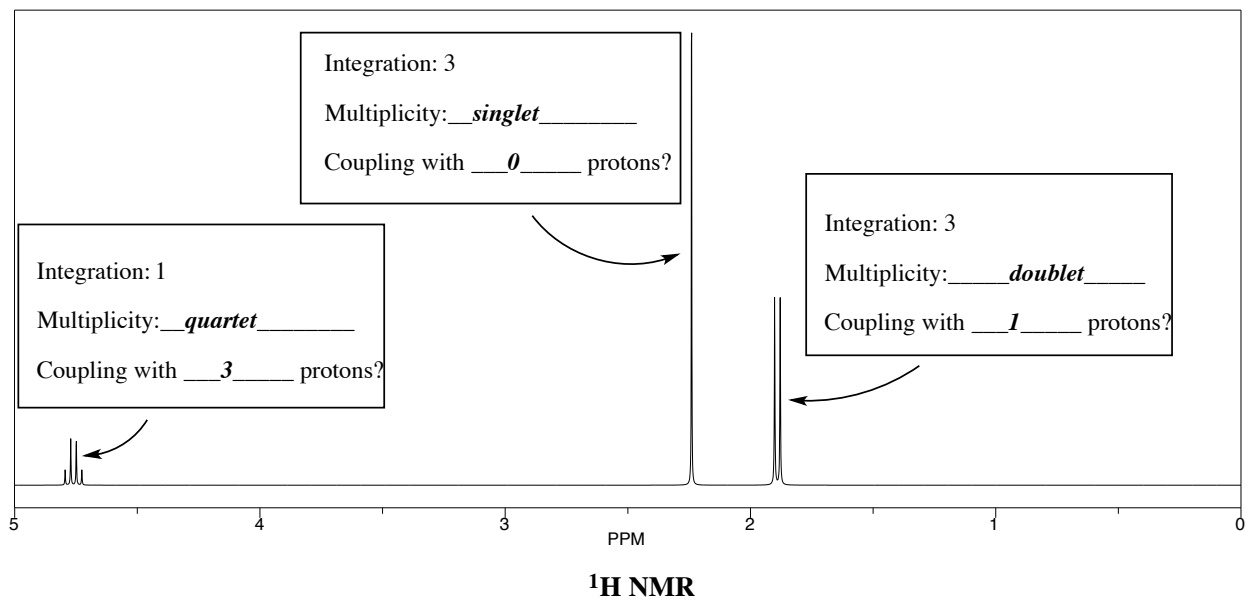 Integration: 3
Multiplicity:__singlet________
Coupling with ___0_____ protons?
Integration: 3
Multiplicity:_____doublet_____
Coupling with ___1_____ protons?
Integration: 1
Multiplicity:__quartet________
Coupling with ___3_____ protons?
5 4 3 2 1 0
PPM
¹H NMR